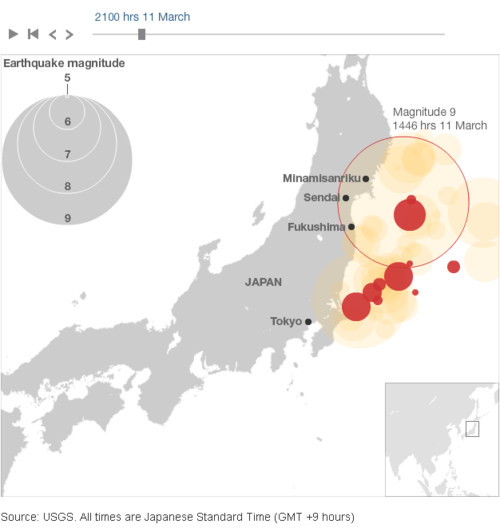 2100 hrs 11 March
Earthquake magnitude
5
6
7
8
9
Magnitude 9
1446 hrs 11 March
Minamisanriku
Sendai
Fukushima
JAPAN
Tokyo
Source: USGS. All times are Japanese Standard Time (GMT +9 hours)